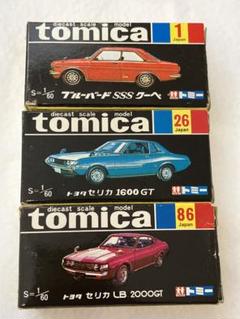 diecast scale model
tomica
1
Japan
S=1/60
ブルーバード SSS クーペ
トミー
diecast scale model
tomica
26
Japan
S=1/60
トヨタ セリカ 1600GT
トミー
diecast scale model
tomica
86
Japan
S=1/60
トヨタ セリカ LB 2000GT
トミー